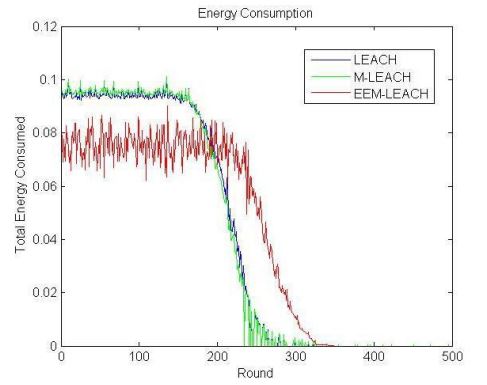 Energy Consumption
0.12
0.1
0.08
0.06
0.04
0.02
0
Total Energy Consumed
LEACH
M-LEACH
EEM-LEACH
0 100 200 300 400 500
Round